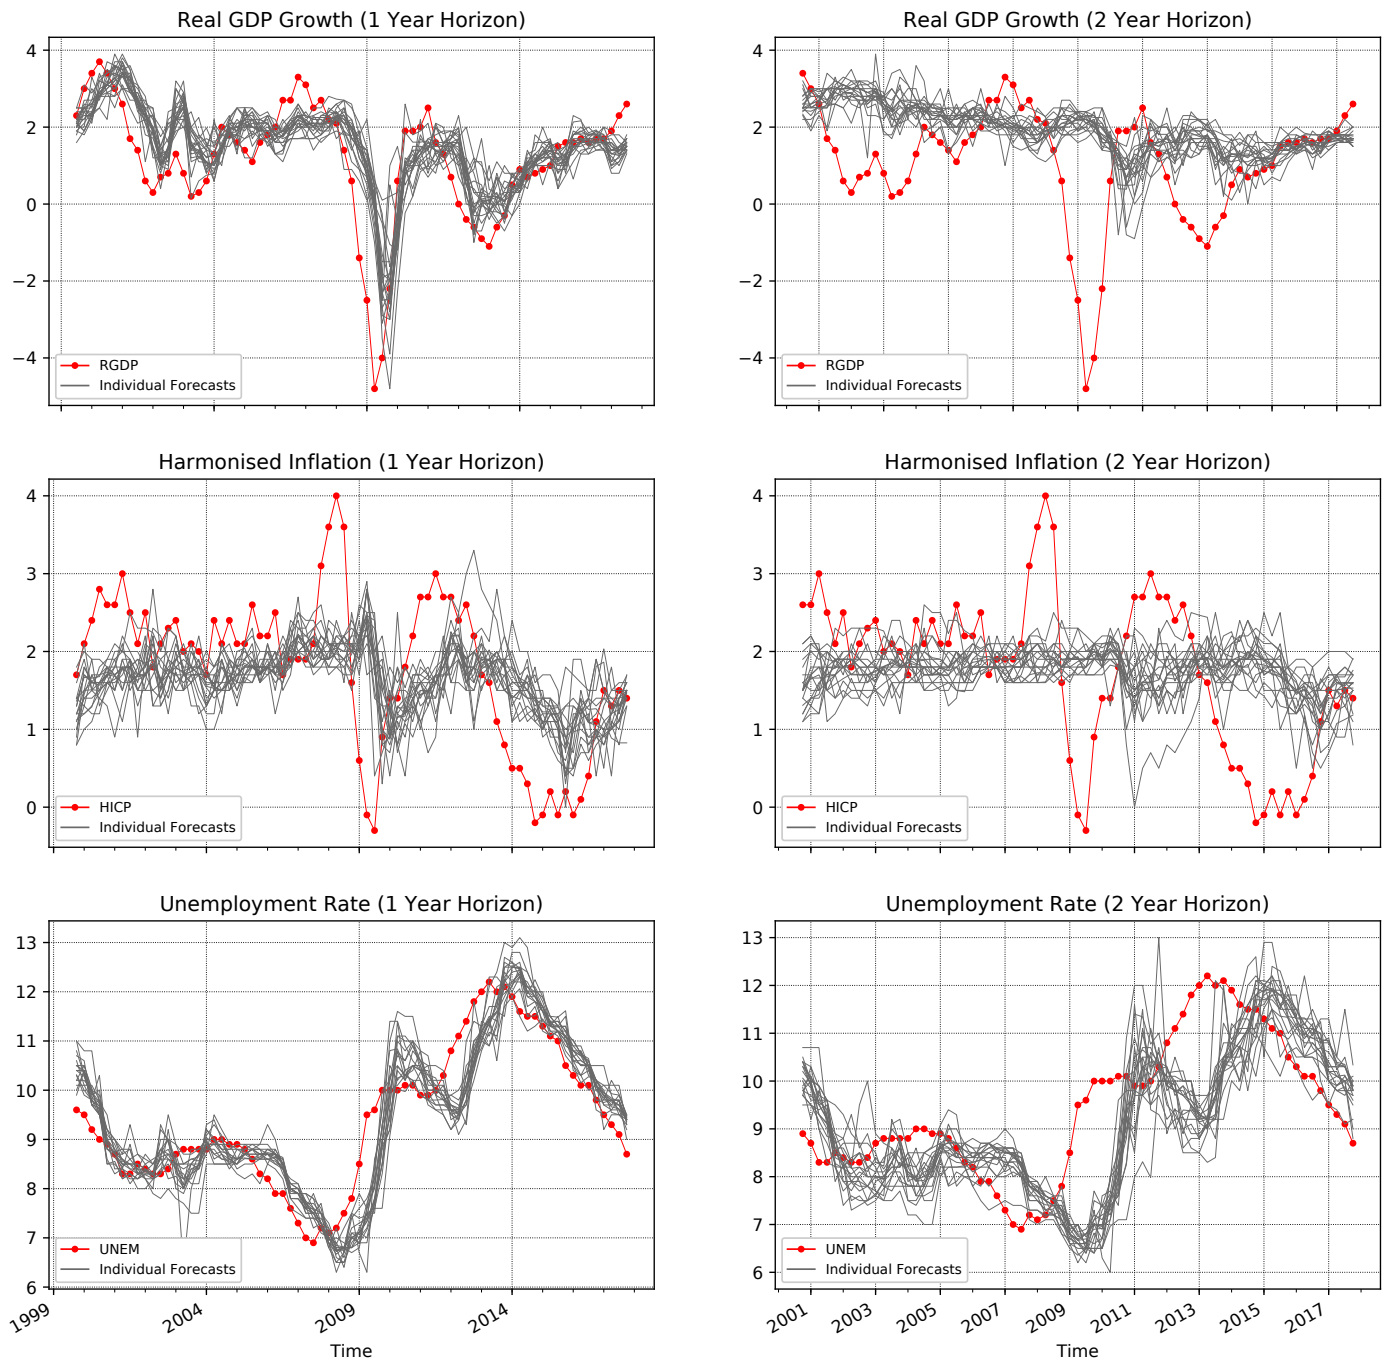 Real GDP Growth (1 Year Horizon)
4
2
0
−2
−4
RGDP
Individual Forecasts
Real GDP Growth (2 Year Horizon)
4
2
0
−2
−4
RGDP
Individual Forecasts
Harmonised Inflation (1 Year Horizon)
4
3
2
1
0
HICP
Individual Forecasts
Harmonised Inflation (2 Year Horizon)
4
3
2
1
0
HICP
Individual Forecasts
Unemployment Rate (1 Year Horizon)
13
12
11
10
9
8
7
6
UNEM
Individual Forecasts
1999 2004 2009 2014
Time
Unemployment Rate (2 Year Horizon)
13
12
11
10
9
8
7
6
UNEM
Individual Forecasts
2001 2003 2005 2007 2009 2011 2013 2015 2017
Time